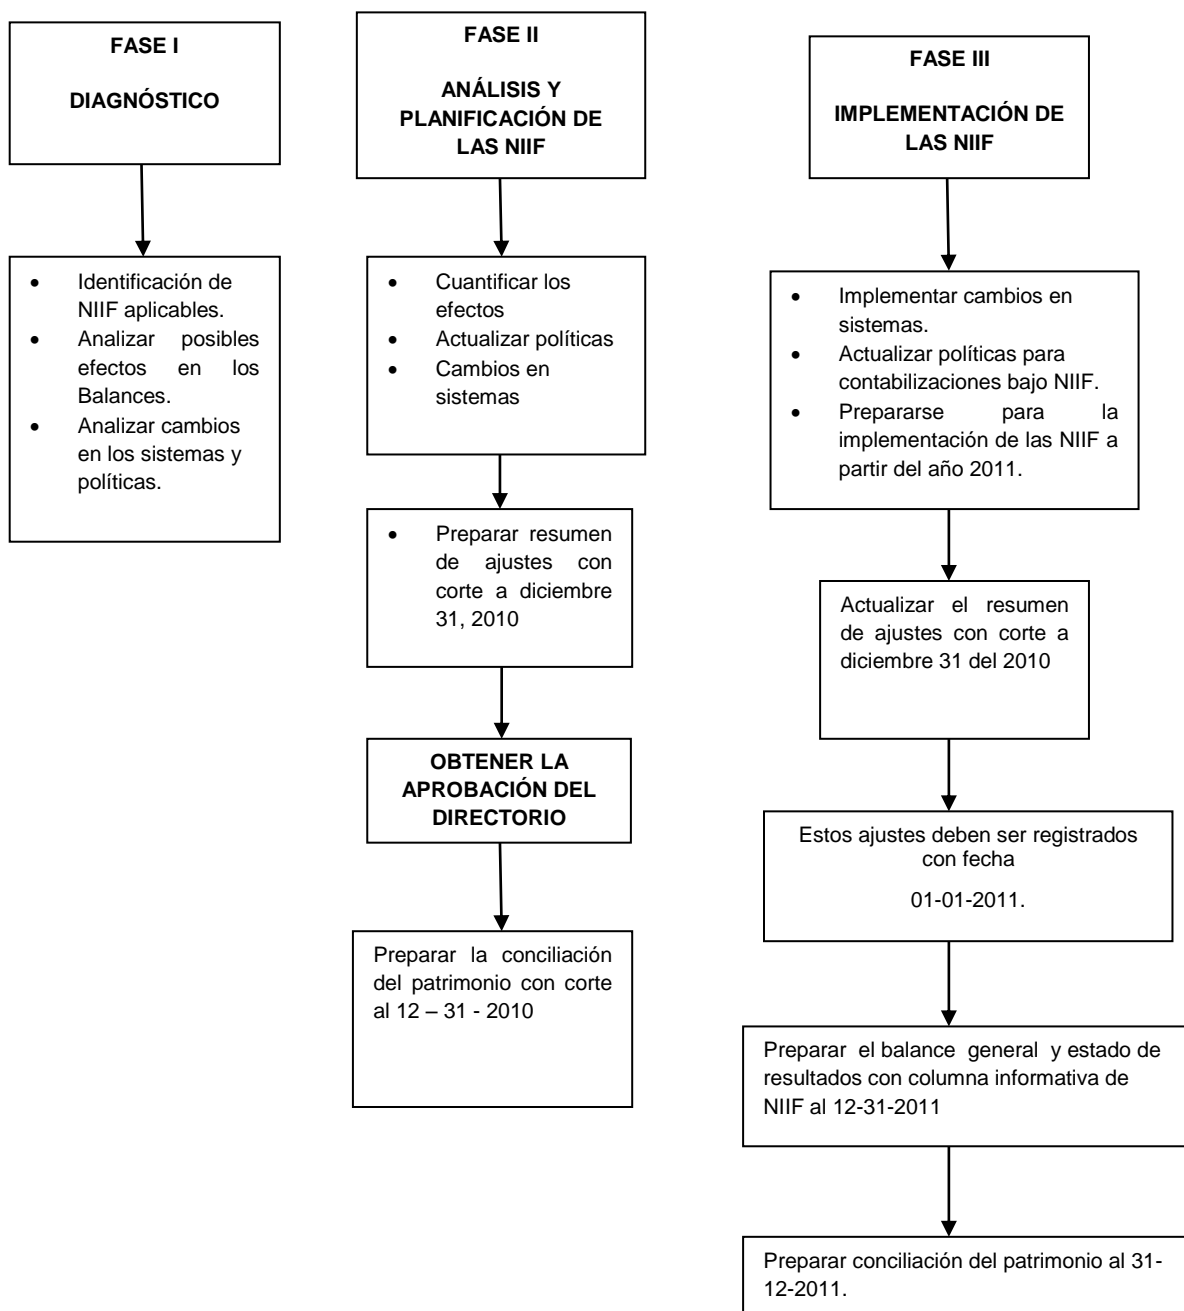 FASE I
DIAGNÓSTICO
• Identificación de
NIIF aplicables.
• Analizar posibles
efectos en los
Balances.
• Analizar cambios
en los sistemas y
políticas.
FASE II
ANÁLISIS Y
PLANIFICACIÓN DE
LAS NIIF
• Cuantificar los
efectos
• Actualizar políticas
• Cambios en
sistemas
• Preparar resumen
de ajustes con
corte a diciembre
31, 2010
OBTENER LA
APROBACIÓN DEL
DIRECTORIO
Preparar la conciliación
del patrimonio con corte
al 12 – 31 - 2010
FASE III
IMPLEMENTACIÓN DE
LAS NIIF
• Implementar cambios en
sistemas.
• Actualizar políticas para
contabilizaciones bajo NIIF.
• Prepararse para la
implementación de las NIIF a
partir del año 2011.
Actualizar el resumen
de ajustes con corte a
diciembre 31 del 2010
Estos ajustes deben ser registrados
con fecha
01-01-2011.
Preparar el balance general y estado de
resultados con columna informativa de
NIIF al 12-31-2011
Preparar conciliación del patrimonio al 31-
12-2011.